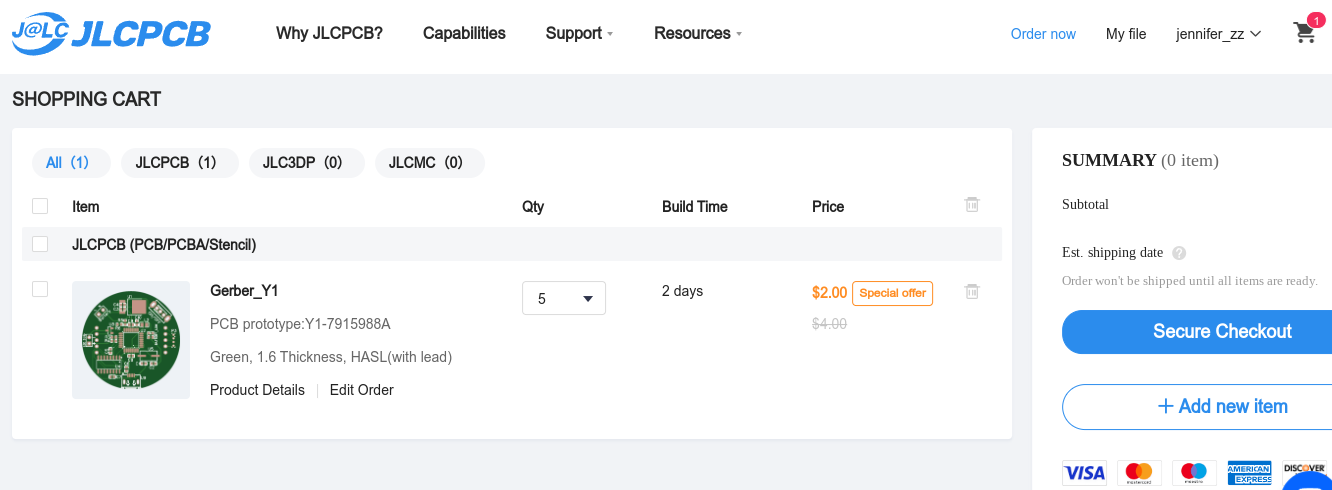 J@LC JLCPCB Why JLCPCB? Capabilities Support Resources Order now My file jennifer_zz 1
SHOPPING CART
All (1) JLCPCB (1) JLC3DP (0) JLCMC (0)
Item Qty Build Time Price
JLCPCB (PCB/PCBA/Stencil)
Gerber_Y1 5 2 days $2.00 Special offer
PCB prototype:Y1-7915988A $4.00
Green, 1.6 Thickness, HASL(with lead)
Product Details Edit Order
SUMMARY (0 item)
Subtotal
Est. shipping date ?
Order won't be shipped until all items are ready.
Secure Checkout
+ Add new item
VISA mastercard maestro AMERICAN EXPRESS DISCOVER